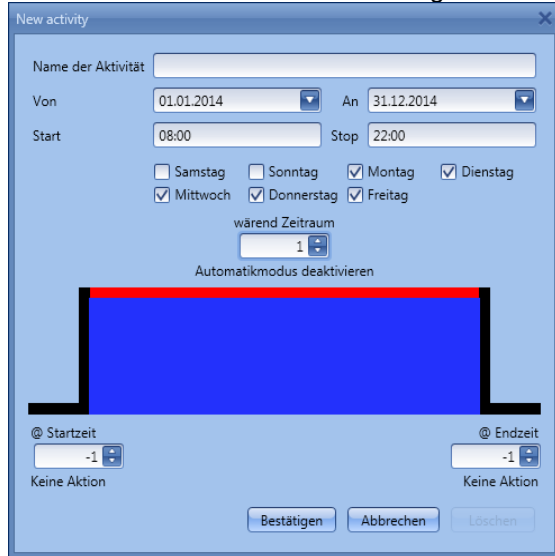 New activity
Name der Aktivität
Von 01.01.2014 An 31.12.2014
Start 08:00 Stop 22:00
Samstag Sonntag Montag Dienstag
Mittwoch Donnerstag Freitag
wärend Zeitraum
1
Automatikmodus deaktivieren
@ Startzeit @ Endzeit
-1 -1
Keine Aktion Keine Aktion
Bestätigen Abbrechen Löschen